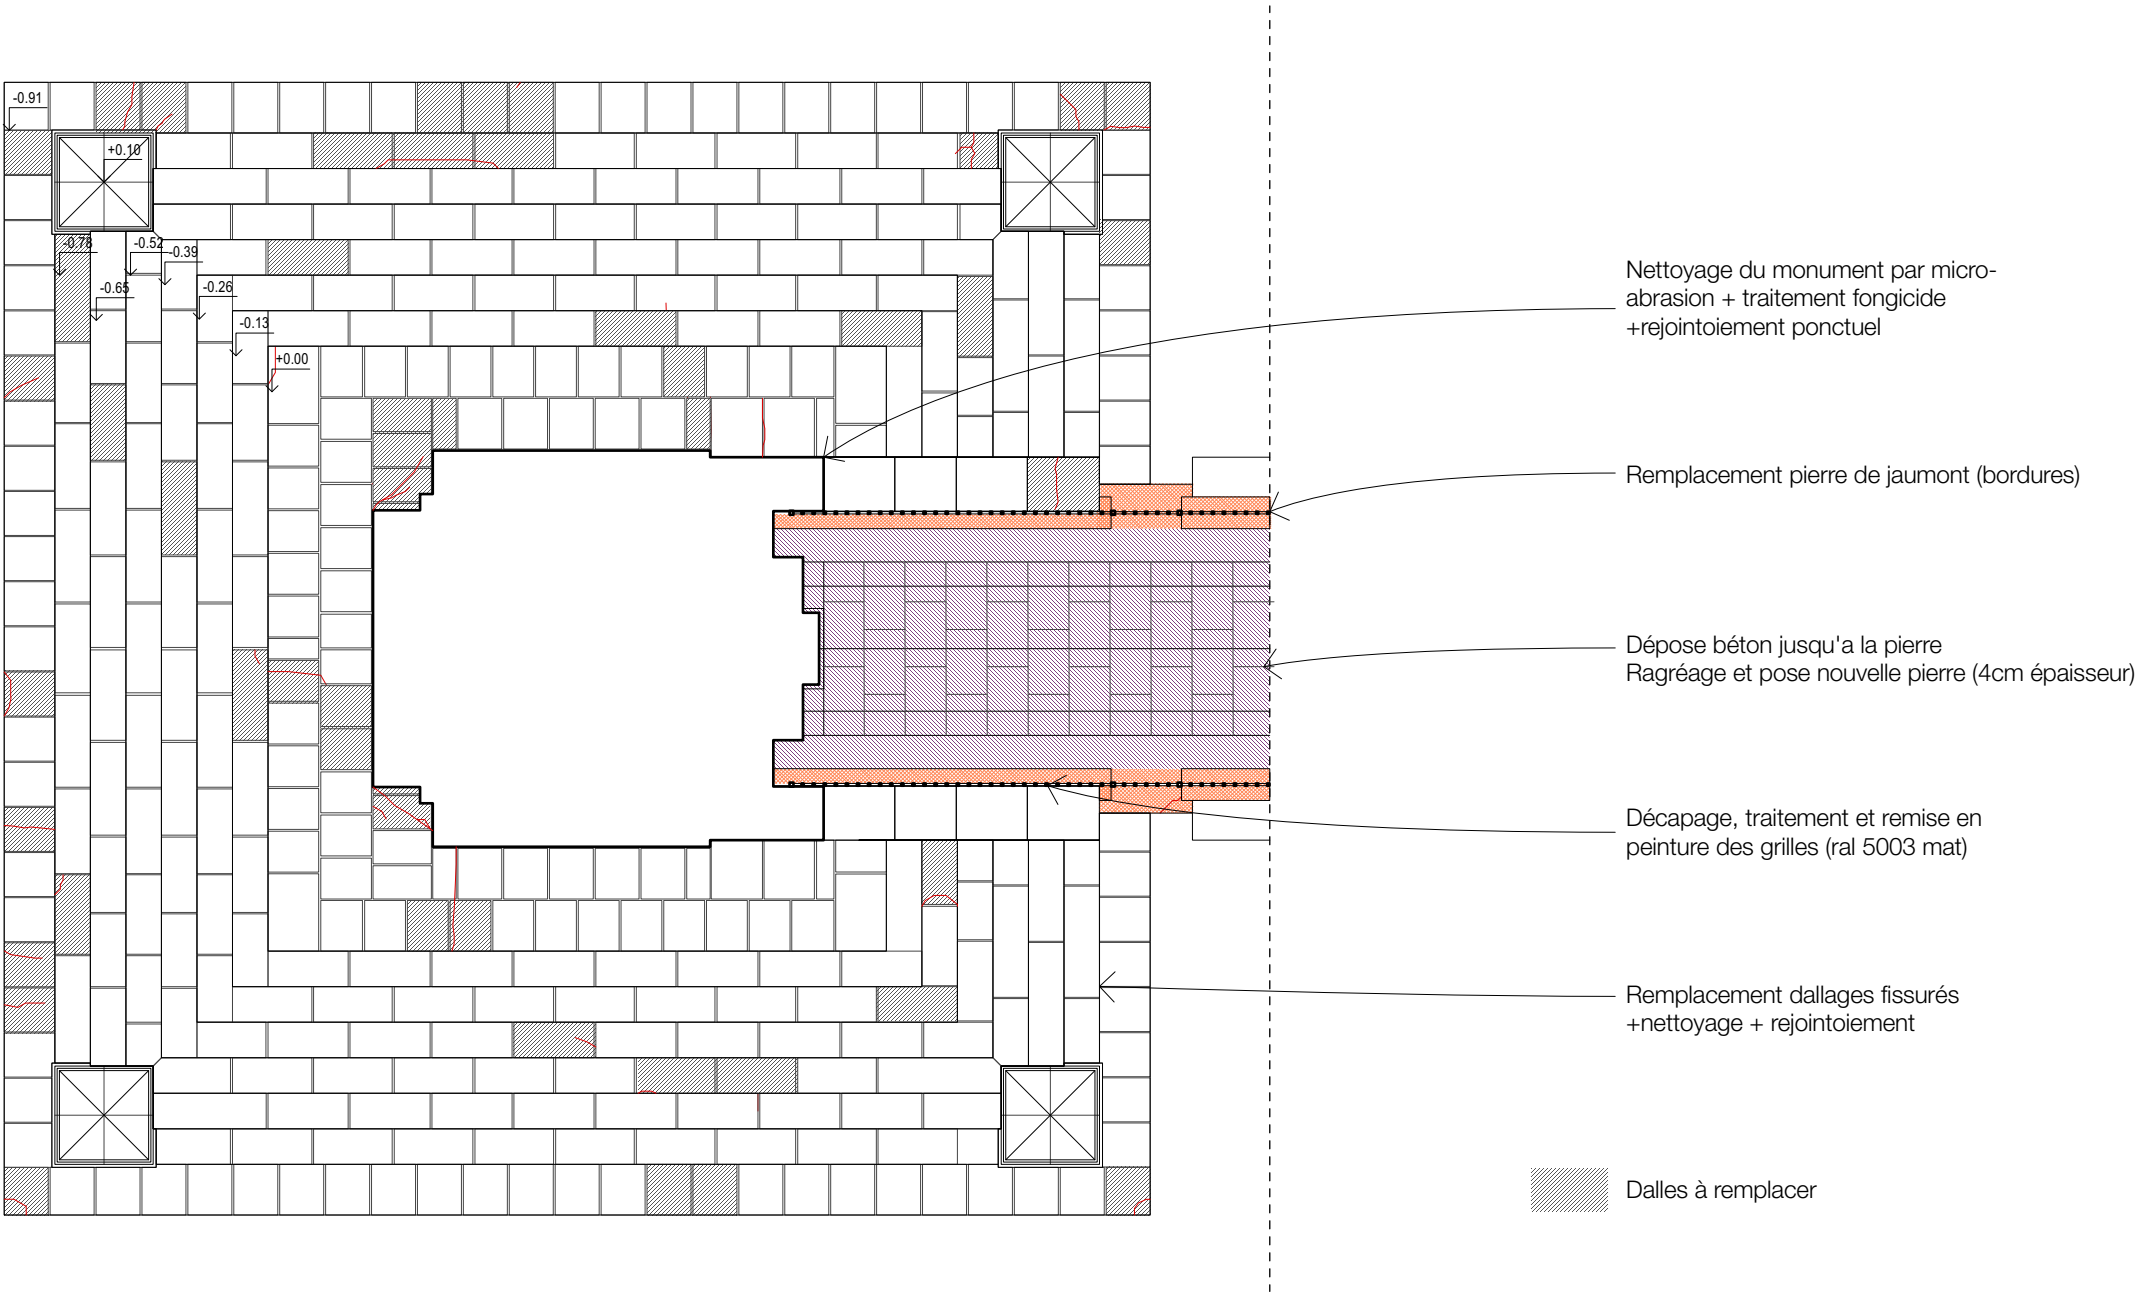 -0.91
+0.10
-0.78
-0.52
-0.39
-0.65
-0.26
-0.13
+0.00
Nettoyage du monument par micro-
abrasion + traitement fongicide
+rejointoiement ponctuel
Remplacement pierre de jaumont (bordures)
Dépose béton jusqu'a la pierre
Ragréage et pose nouvelle pierre (4cm épaisseur)
Décapage, traitement et remise en
peinture des grilles (ral 5003 mat)
Remplacement dallages fissurés
+nettoyage + rejointoiement
Dalles à remplacer